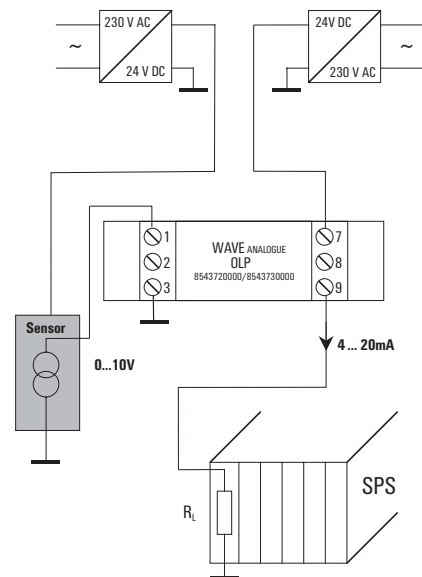 230 V AC
24 V DC
~
24V DC
230 V AC
~
WAVE ANALOGUE
OLP
8543720000/8543730000
1
2
3
7
8
9
Sensor
0...10V
4 ... 20mA
SPS
RL